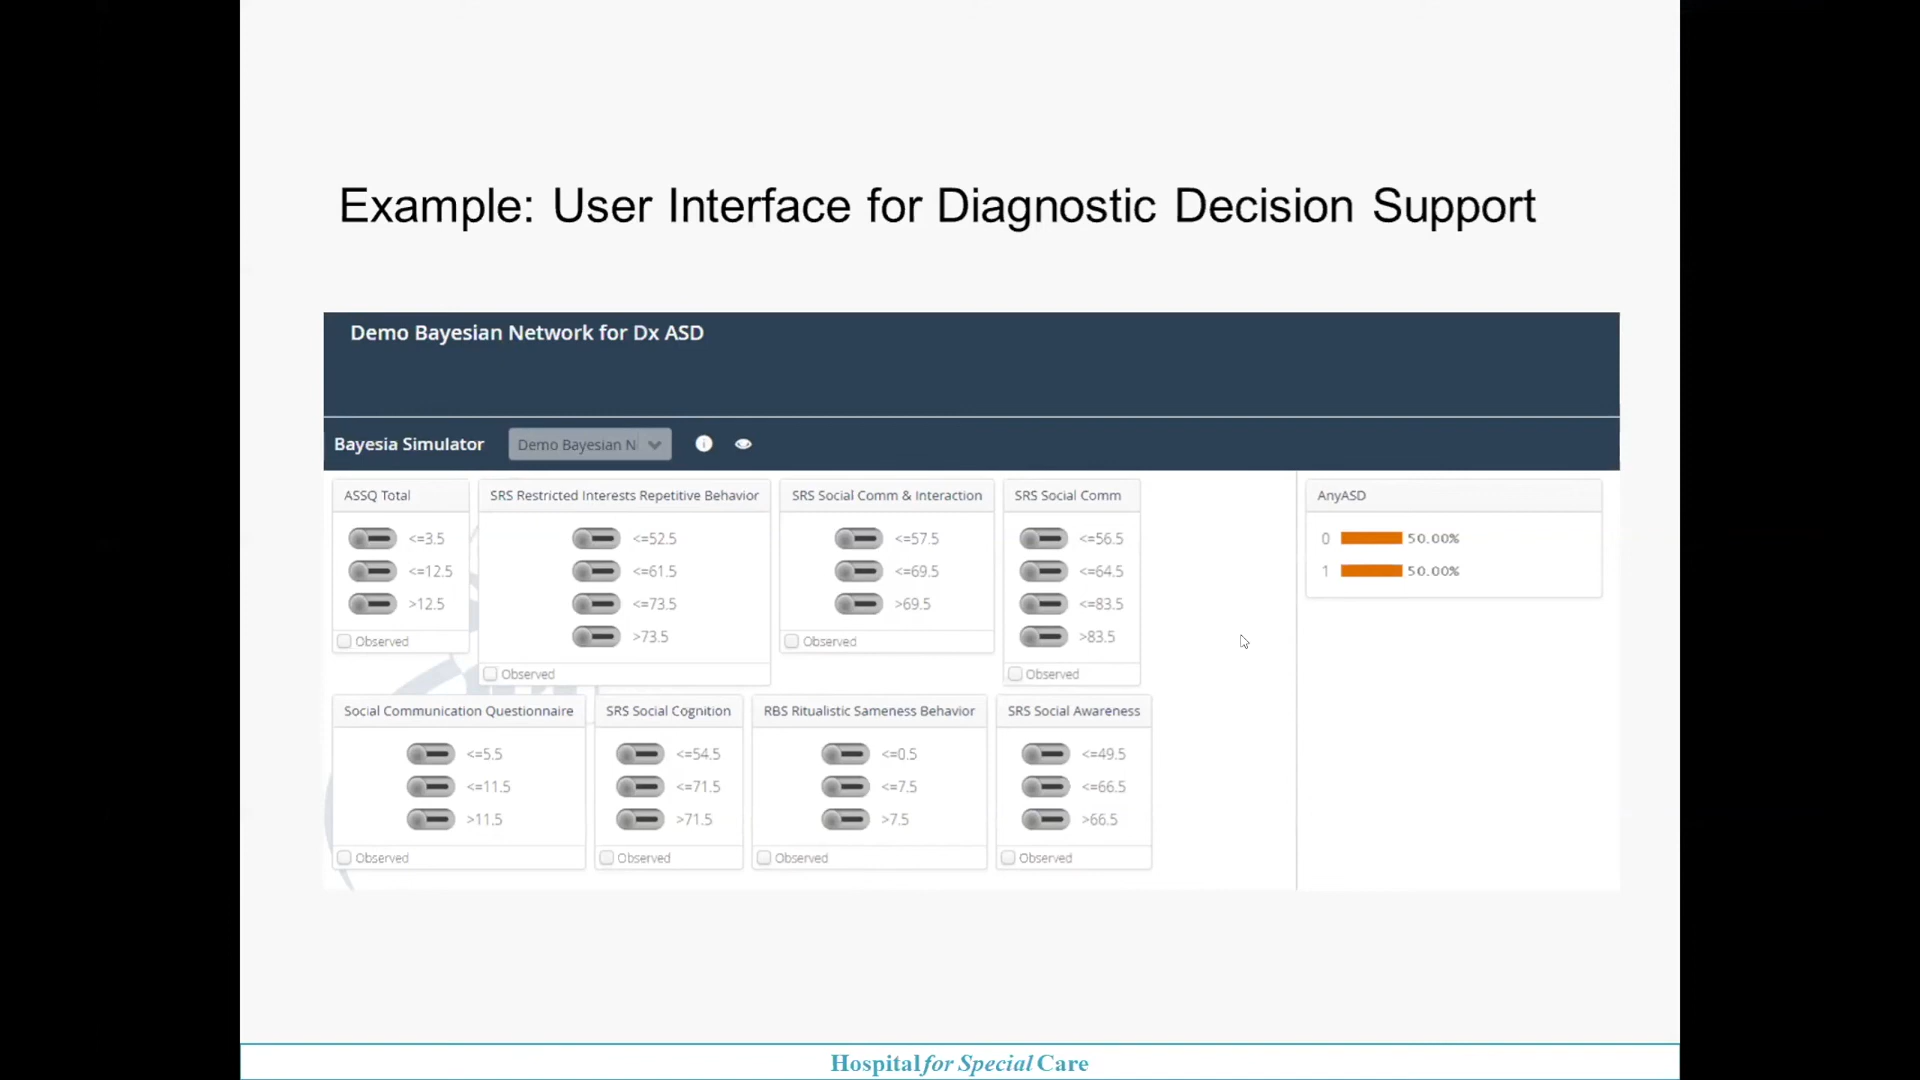 Example: User Interface for Diagnostic Decision Support
Demo Bayesian Network for Dx ASD
Bayesia Simulator
Demo Bayesian N
ASSQ Total
<=3.5
<=12.5
>12.5
Observed
SRS Restricted Interests Repetitive Behavior
<=52.5
<=61.5
<=73.5
>73.5
Observed
SRS Social Comm & Interaction
<=57.5
<=69.5
>69.5
Observed
SRS Social Comm
<=56.5
<=64.5
<=83.5
>83.5
Observed
AnyASD
0 50.00%
1 50.00%
Social Communication Questionnaire
<=5.5
<=11.5
>11.5
Observed
SRS Social Cognition
<=54.5
<=71.5
>71.5
Observed
RBS Ritualistic Sameness Behavior
<=0.5
<=7.5
>7.5
Observed
SRS Social Awareness
<=49.5
<=66.5
>66.5
Observed
Hospital for Special Care